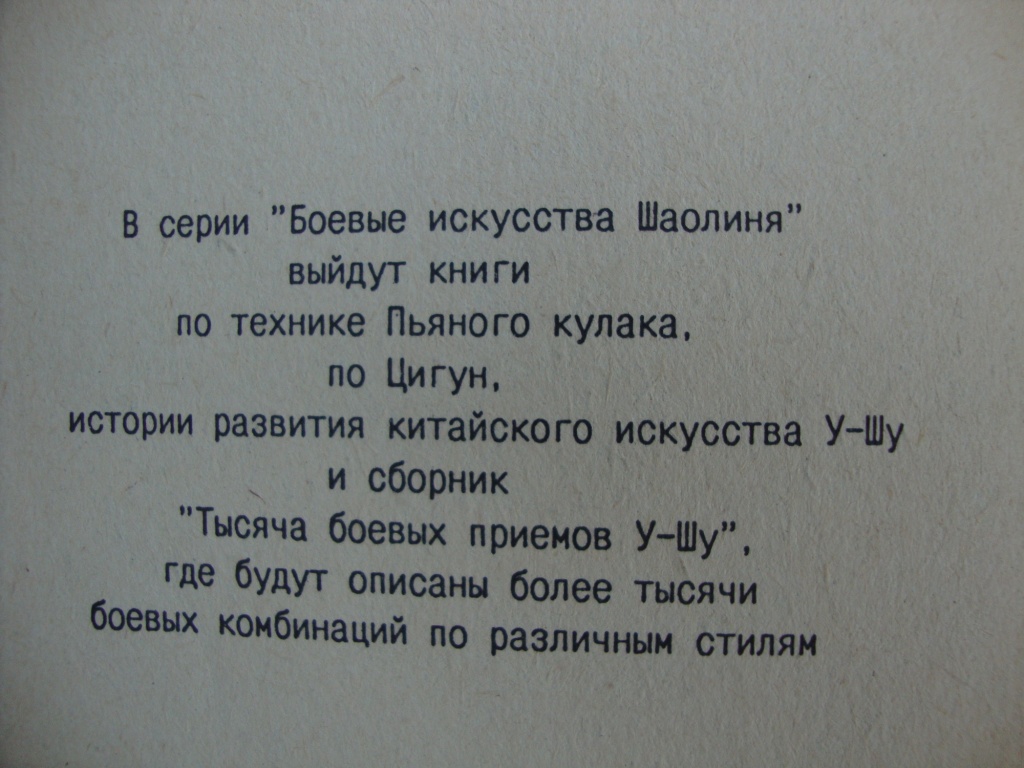 В серии "Боевые искусства Шаолиня"
выйдут книги
по технике Пьяного кулака,
по Цигун,
истории развития китайского искусства У-Шу
и сборник
"Тысяча боевых приемов У-Шу",
где будут описаны более тысячи
боевых комбинаций по различным стилям